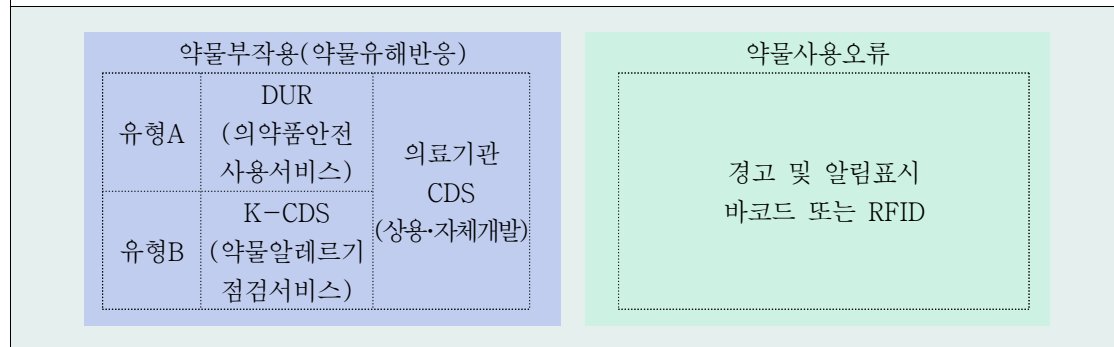 약물부작용(약물유해반응)
유형A
DUR
(의약품안전
사용서비스)
유형B
K-CDS
(약물알레르기
점검서비스)
의료기관
CDS
(상용·자체개발)
약물사용오류
경고 및 알림표시
바코드 또는 RFID